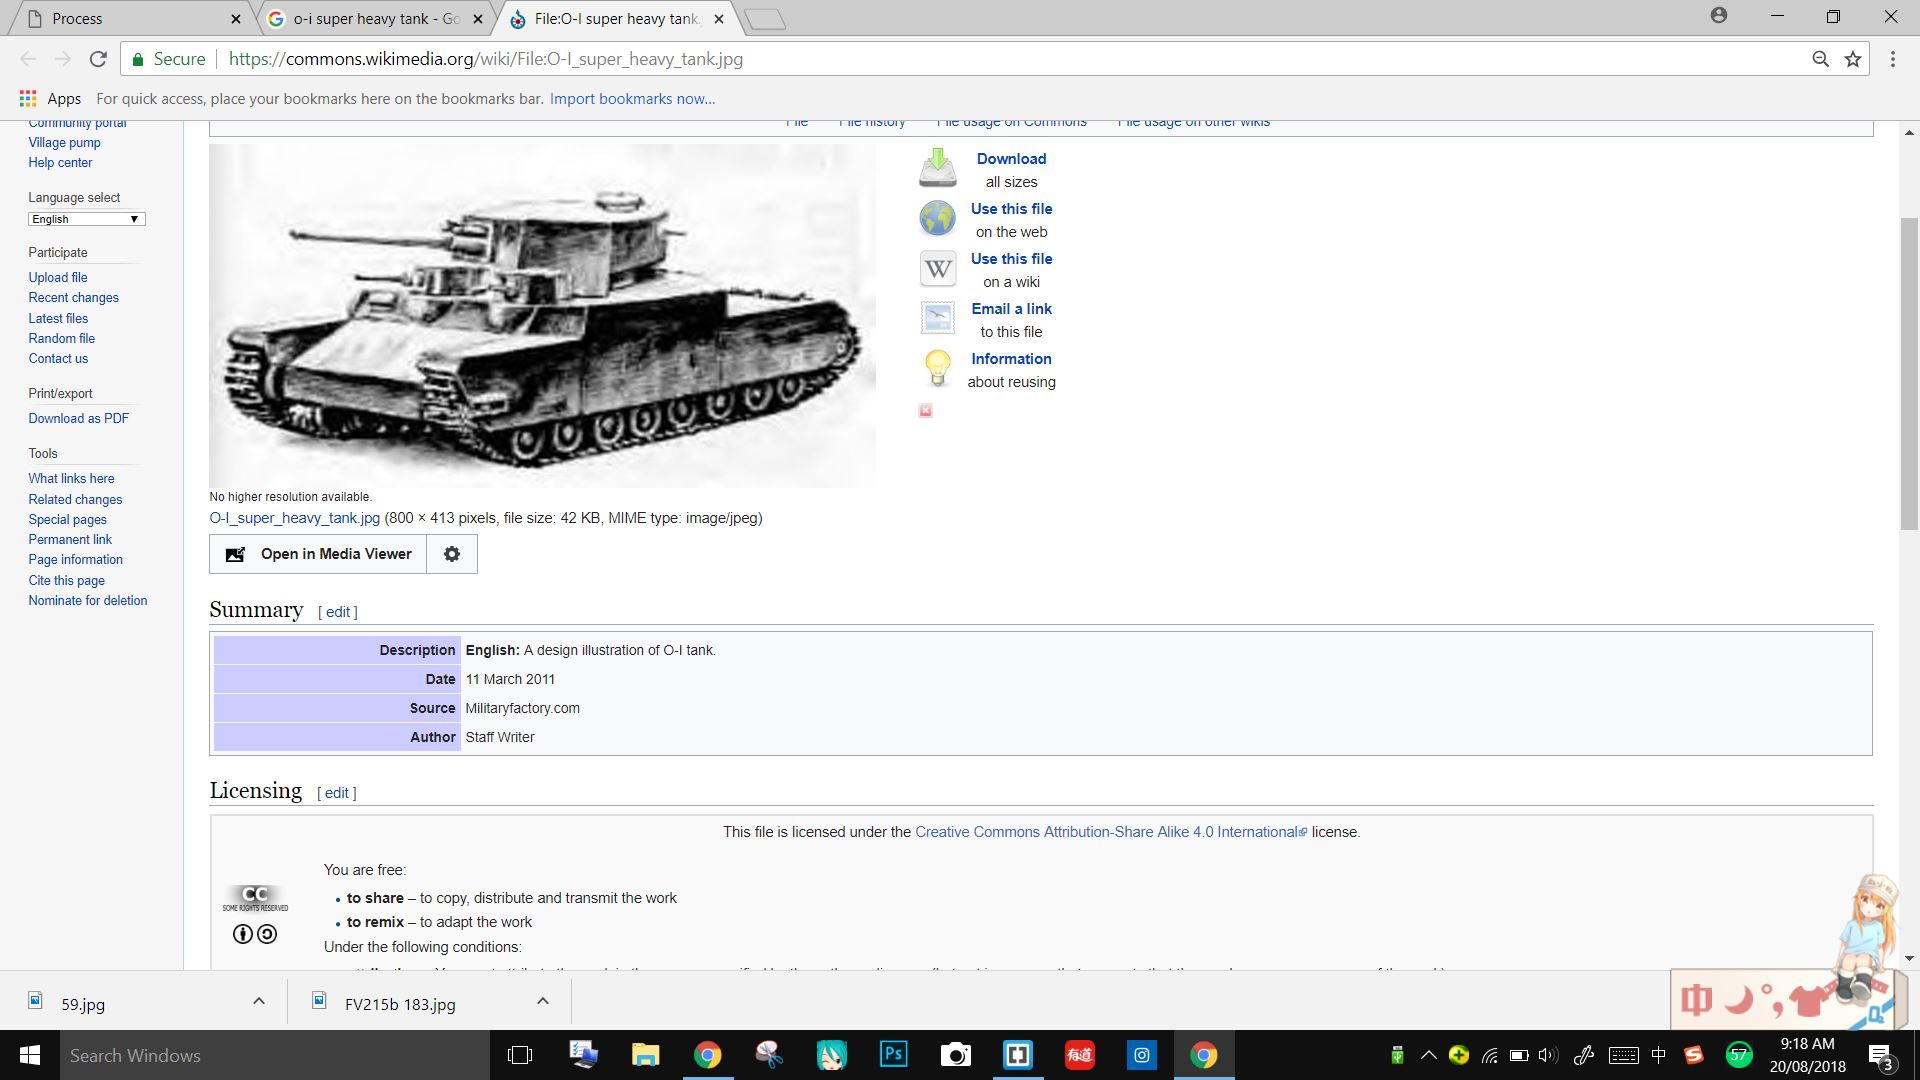 Process
o-i super heavy tank - Go
File:O-I super heavy tank.
Secure
https://commons.wikimedia.org/wiki/File:O-I_super_heavy_tank.jpg
Apps
For quick access, place your bookmarks here on the bookmarks bar. Import bookmarks now...
Community portal
Village pump
Help center
Language select
English
Participate
Upload file
Recent changes
Latest files
Random file
Contact us
Print/export
Download as PDF
Tools
What links here
Related changes
Special pages
Permanent link
Page information
Cite this page
Nominate for deletion
File File history File usage on Commons File usage on other wikis
Download
all sizes
Use this file
on the web
W
Use this file
on a wiki
Email a link
to this file
Information
about reusing
No higher resolution available.
O-I_super_heavy_tank.jpg (800 × 413 pixels, file size: 42 KB, MIME type: image/jpeg)
Open in Media Viewer
Summary [ edit ]
Description English: A design illustration of O-I tank.
Date 11 March 2011
Source Militaryfactory.com
Author Staff Writer
Licensing [ edit ]
This file is licensed under the Creative Commons Attribution-Share Alike 4.0 International license.
CC
SOME RIGHTS RESERVED
You are free:
• to share – to copy, distribute and transmit the work
• to remix – to adapt the work
Under the following conditions:
59.jpg
FV215b 183.jpg
中
Search Windows
Ps
有道
中
S
57
9:18 AM
20/08/2018
3